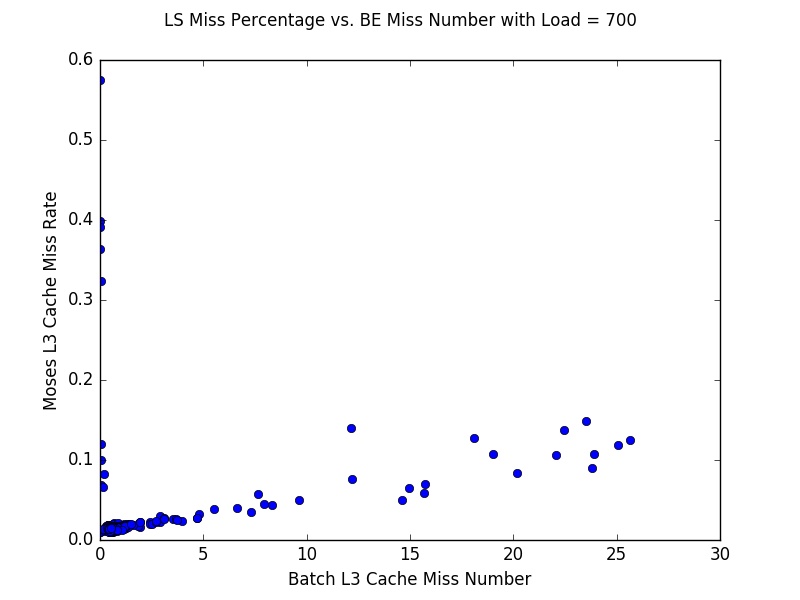 LS Miss Percentage vs. BE Miss Number with Load = 700
0.6
0.5
0.4
0.3
0.2
0.1
0.0
Moses L3 Cache Miss Rate
0 5 10 15 20 25 30
Batch L3 Cache Miss Number